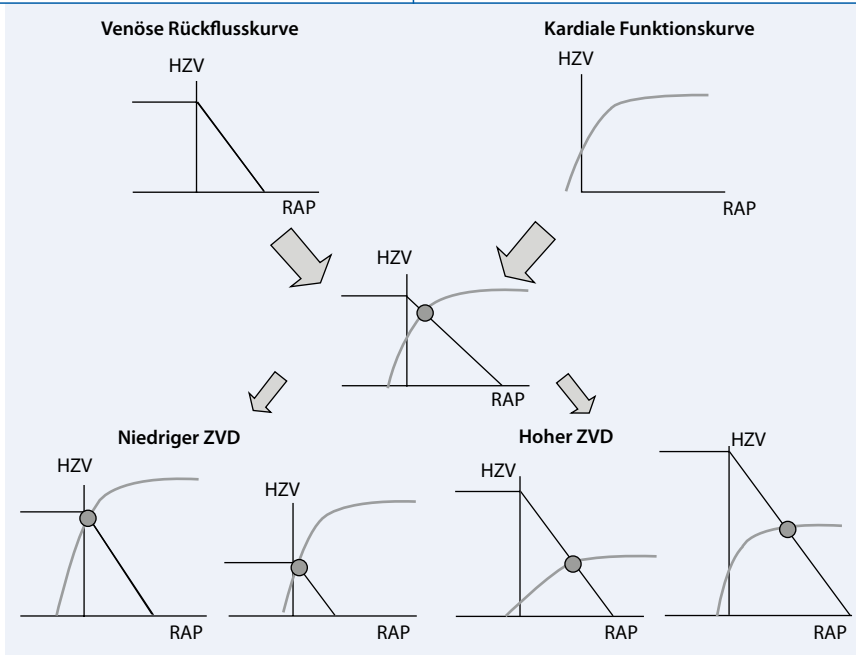 Venöse Rückflusskurve
Kardiale Funktionskurve
HZV
HZV
RAP
RAP
HZV
RAP
Niedriger ZVD
Hoher ZVD
HZV
HZV
HZV
HZV
RAP
RAP
RAP
RAP